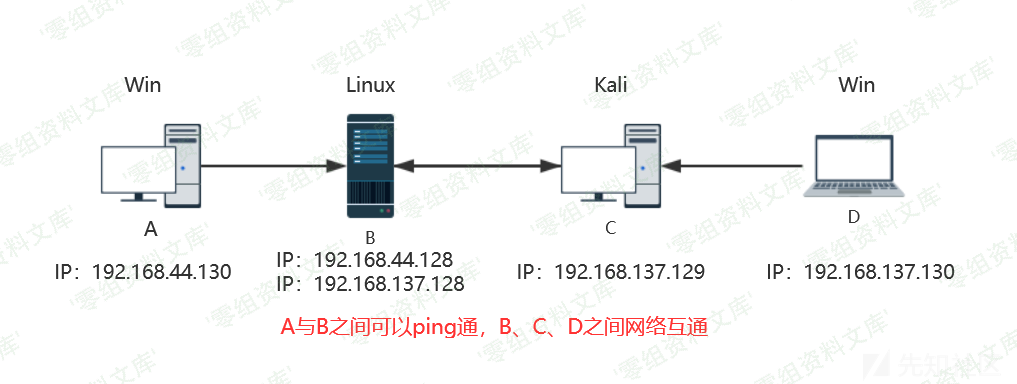 Win
Linux
Kali
Win
A
B
C
D
IP：192.168.44.130
IP：192.168.44.128
IP：192.168.137.128
IP：192.168.137.129
IP：192.168.137.130
A与B之间可以ping通，B、C、D之间网络互通
'零组资料文库'
先知社区